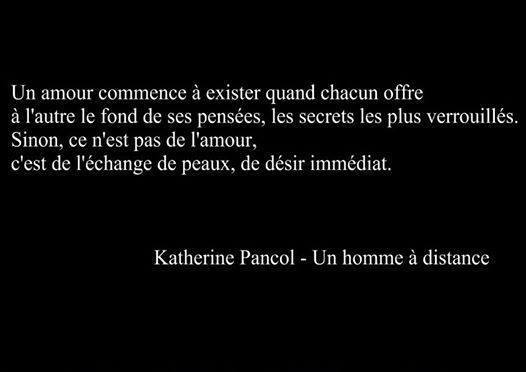 Un amour commence à exister quand chacun offre
à l'autre le fond de ses pensées, les secrets les plus verrouillés.
Sinon, ce n'est pas de l'amour,
c'est de l'échange de peaux, de désir immédiat.
Katherine Pancol - Un homme à distance